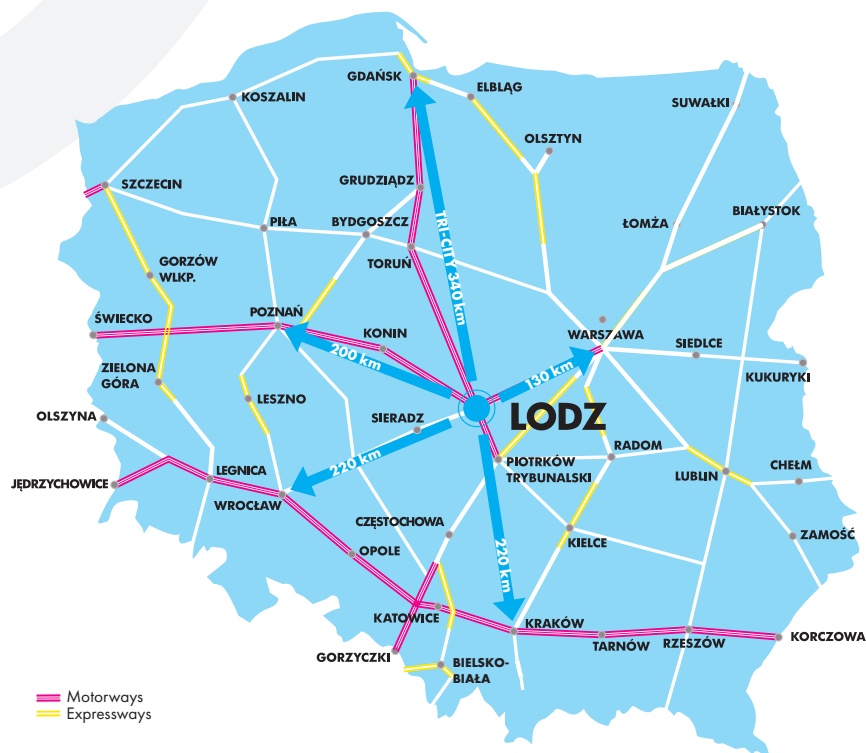 GDAŃSK
ELBLĄG
KOSZALIN
SUWAŁKI
OLSZTYN
SZCZECIN
GRUDZIĄDZ
TRI-CITY 340 km
PIŁA
BYDGOSZCZ
ŁOMŻA
BIAŁYSTOK
TORUŃ
GORZÓW
WLKP.
ŚWIECKO
POZNAŃ
KONIN
WARSZAWA
SIEDLCE
200 km
130 km
KUKURYKI
ZIELONA
GÓRA
LESZNO
OLSZYNA
SIERADZ
LODZ
RADOM
220 km
PIOTRKÓW
TRYBUNALSKI
LEGNICA
LUBLIN
CHEŁM
JĘDRZYCHOWICE
WROCŁAW
CZĘSTOCHOWA
220 km
KIELCE
ZAMOŚĆ
OPOLE
KATOWICE
KRAKÓW
TARNÓW
RZESZÓW
KORCZOWA
GORZYCZKI
BIELSKO-
BIAŁA
Motorways
Expressways